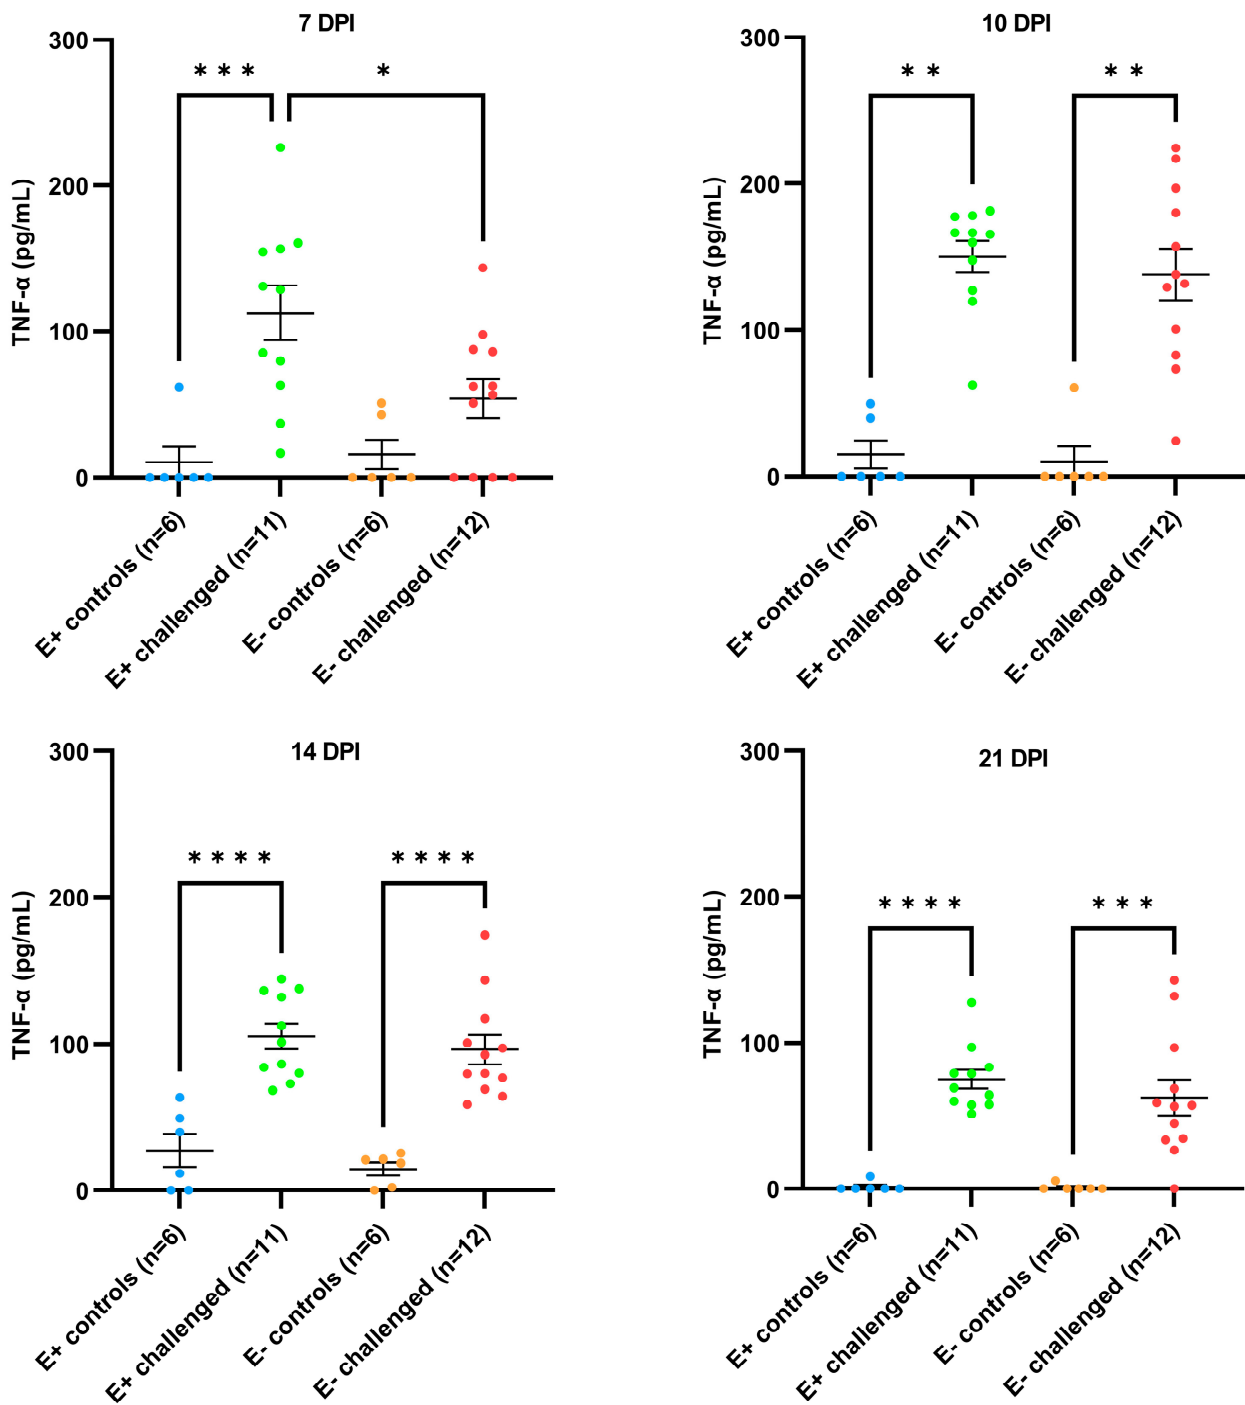 7 DPI
300
200
100
0
TNF-α (pg/mL)
*** *
E+ controls (n=6)
E+ challenged (n=11)
E- controls (n=6)
E- challenged (n=12)
10 DPI
300
200
100
0
TNF-α (pg/mL)
** **
E+ controls (n=6)
E+ challenged (n=11)
E- controls (n=6)
E- challenged (n=12)
14 DPI
300
200
100
0
TNF-α (pg/mL)
**** ****
E+ controls (n=6)
E+ challenged (n=11)
E- controls (n=6)
E- challenged (n=12)
21 DPI
300
200
100
0
TNF-α (pg/mL)
**** ***
E+ controls (n=6)
E+ challenged (n=11)
E- controls (n=6)
E- challenged (n=12)